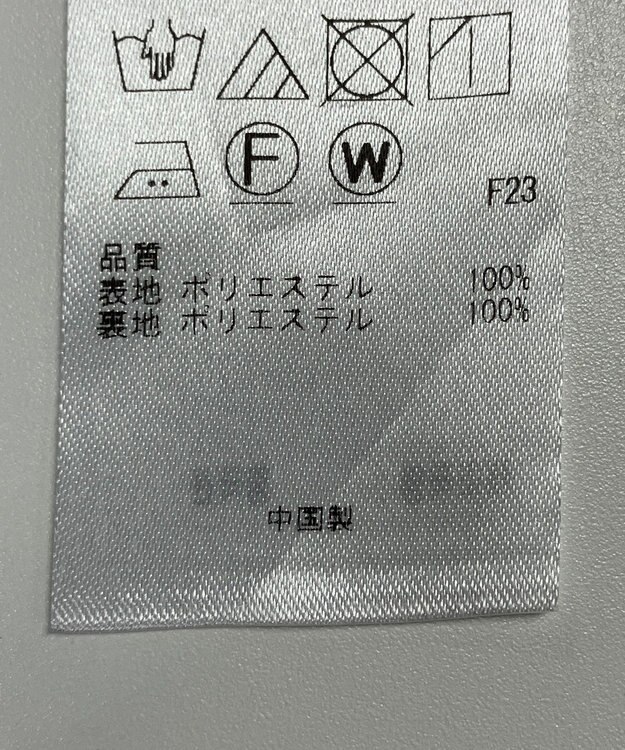 F
W
F23
品質
表地 ポリエステル 100%
裏地 ポリエステル 100%
中国製